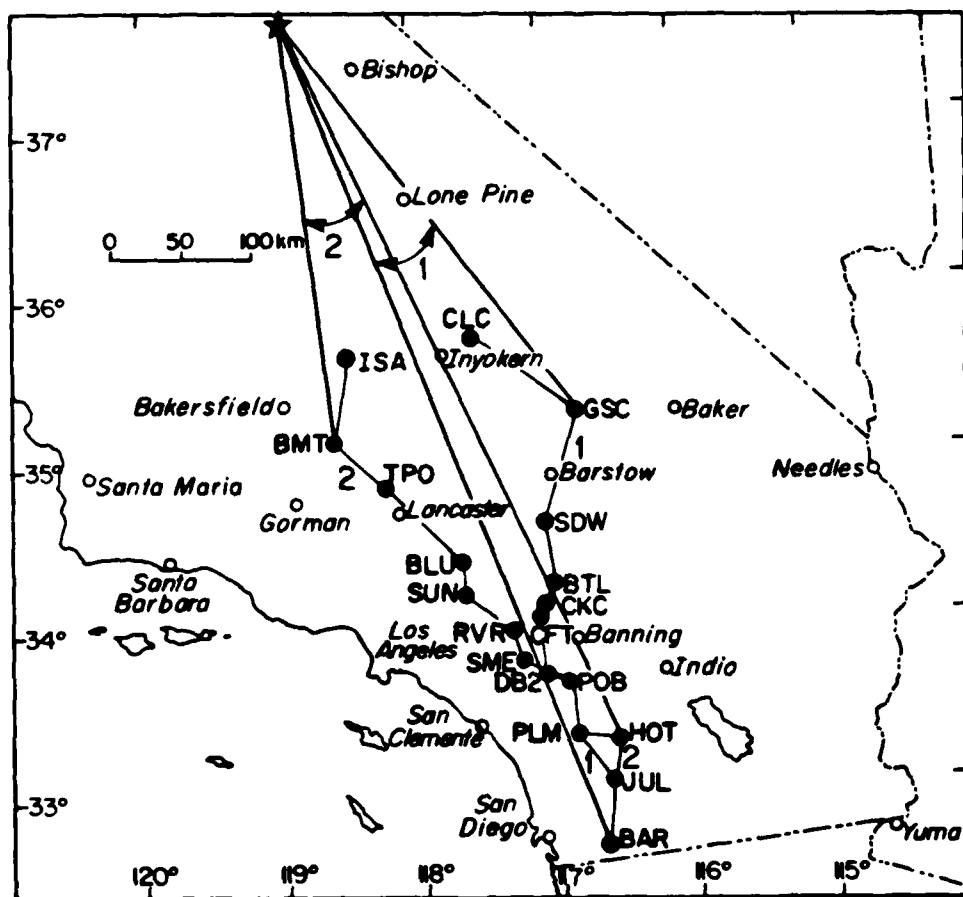 Bishop
37°
Lone Pine
0 50 100 km
2
1
36°
CLC
Inyokern
ISA
Bakersfield
GSC
Baker
BMT
1
35°
2
TPO
Barstow
Needles
Santa Maria
Lancaster
Gorman
SDW
BLU
BTL
Santa
Barbara
SUN
CKC
34°
Los
Angeles
RVR
FT
Banning
SME
Indio
DB2
POB
San
Clemente
PLM
HOT
1
2
JUL
33°
San
Diego
BAR
Yuma
120°
119°
118°
117°
116°
115°